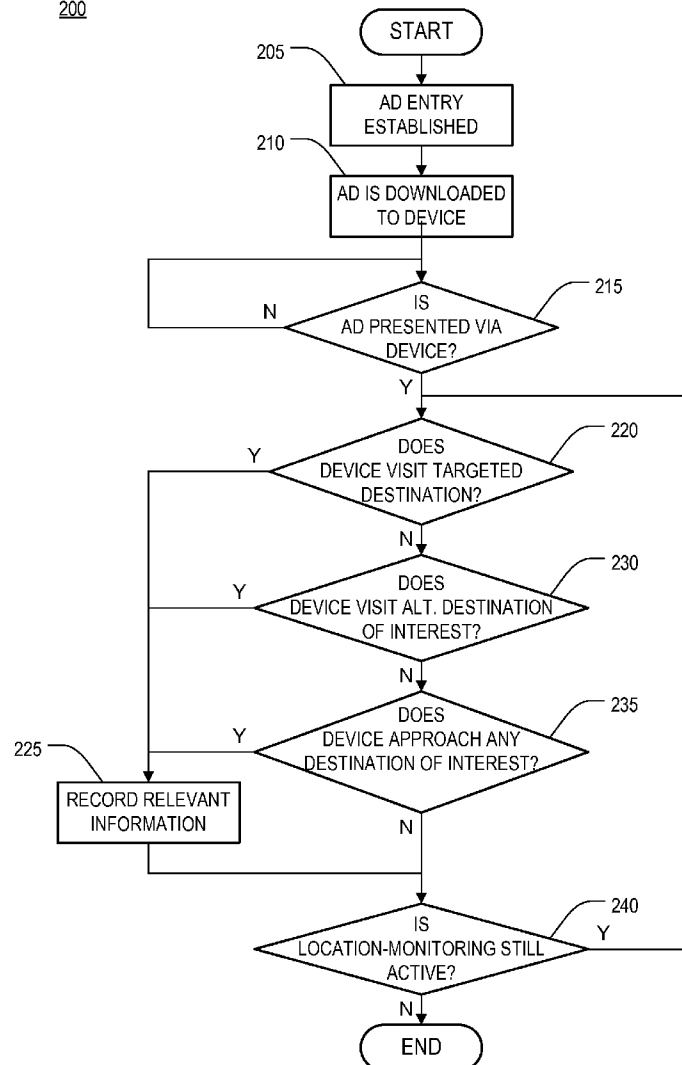 200
START
205
AD ENTRY
ESTABLISHED
210
AD IS DOWNLOADED
TO DEVICE
215
IS
AD PRESENTED VIA
DEVICE?
N
Y
220
DOES
DEVICE VISIT TARGETED
DESTINATION?
Y
N
230
DOES
DEVICE VISIT ALT. DESTINATION
OF INTEREST?
Y
N
235
DOES
DEVICE APPROACH ANY
DESTINATION OF INTEREST?
Y
N
225
RECORD RELEVANT
INFORMATION
240
IS
LOCATION-MONITORING STILL
ACTIVE?
Y
N
END